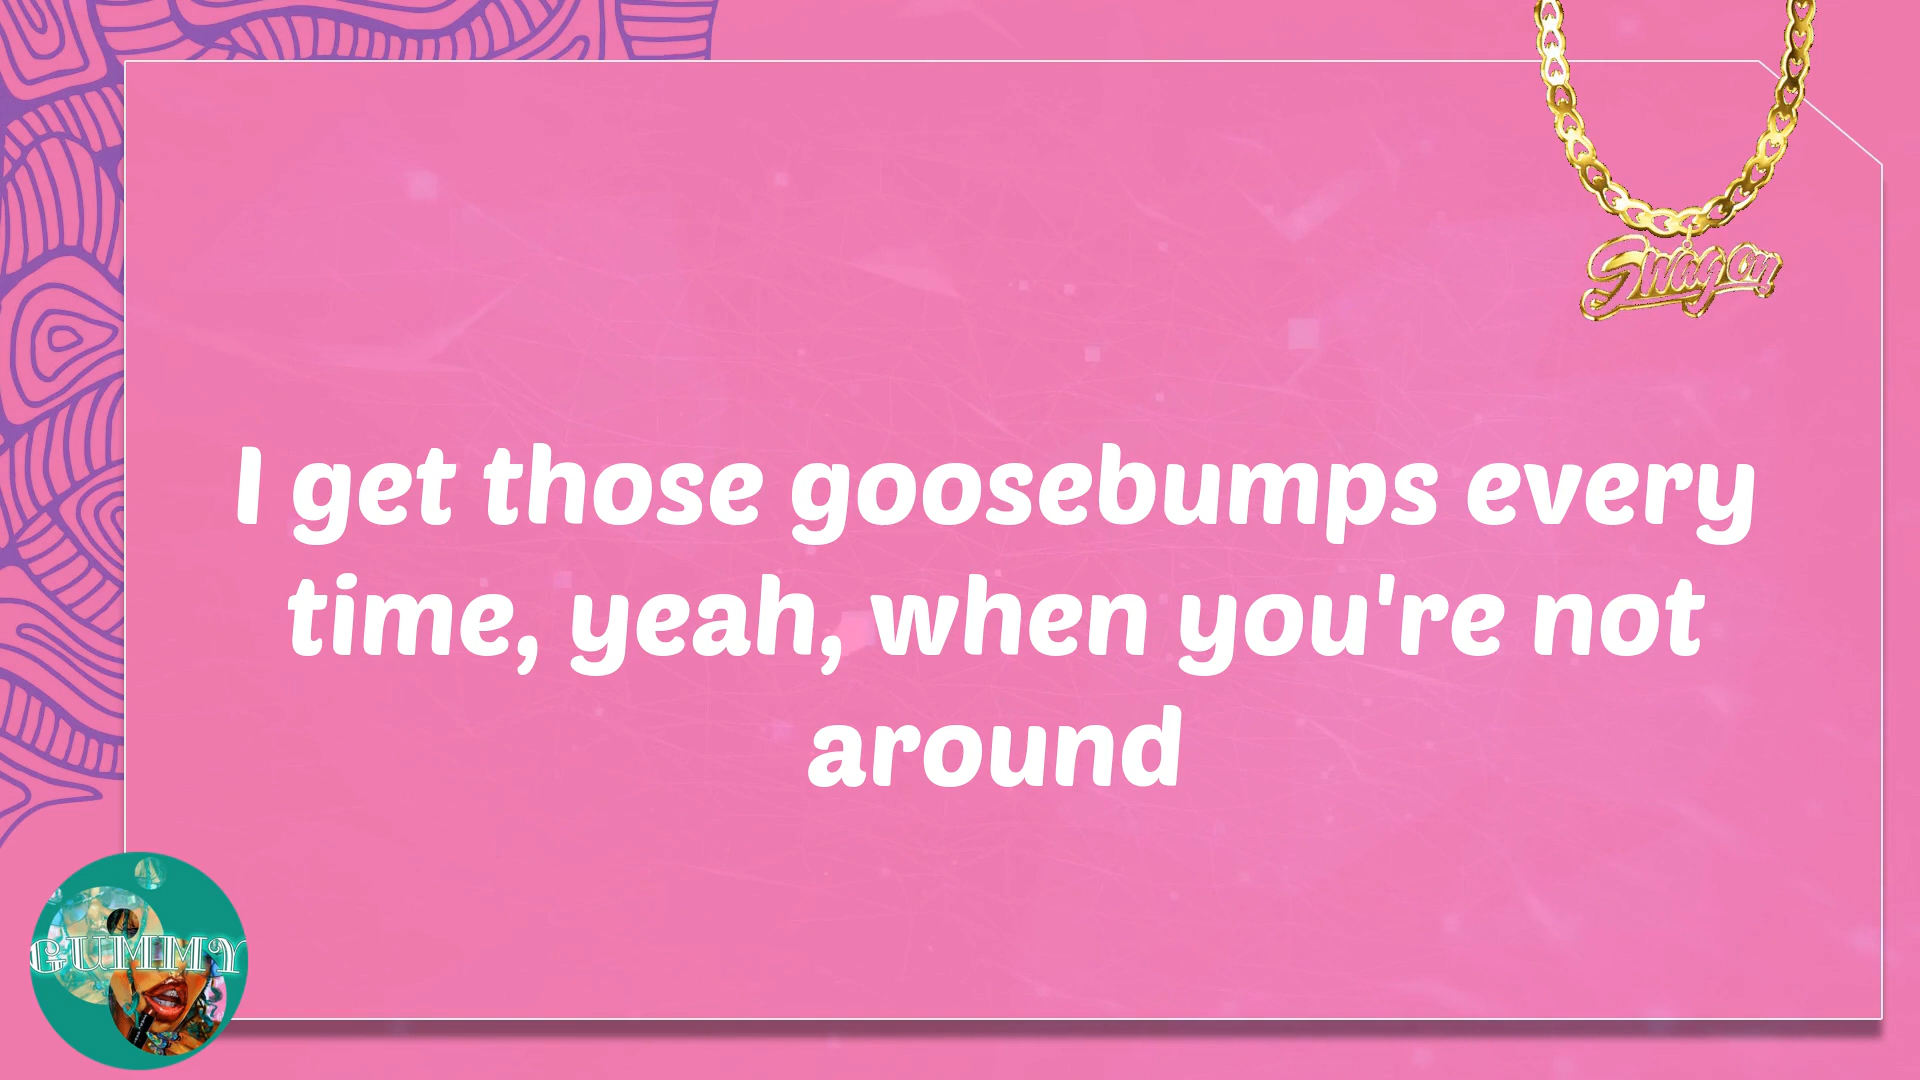 Swag on
I get those goosebumps every
time, yeah, when you're not
around
GUMMY